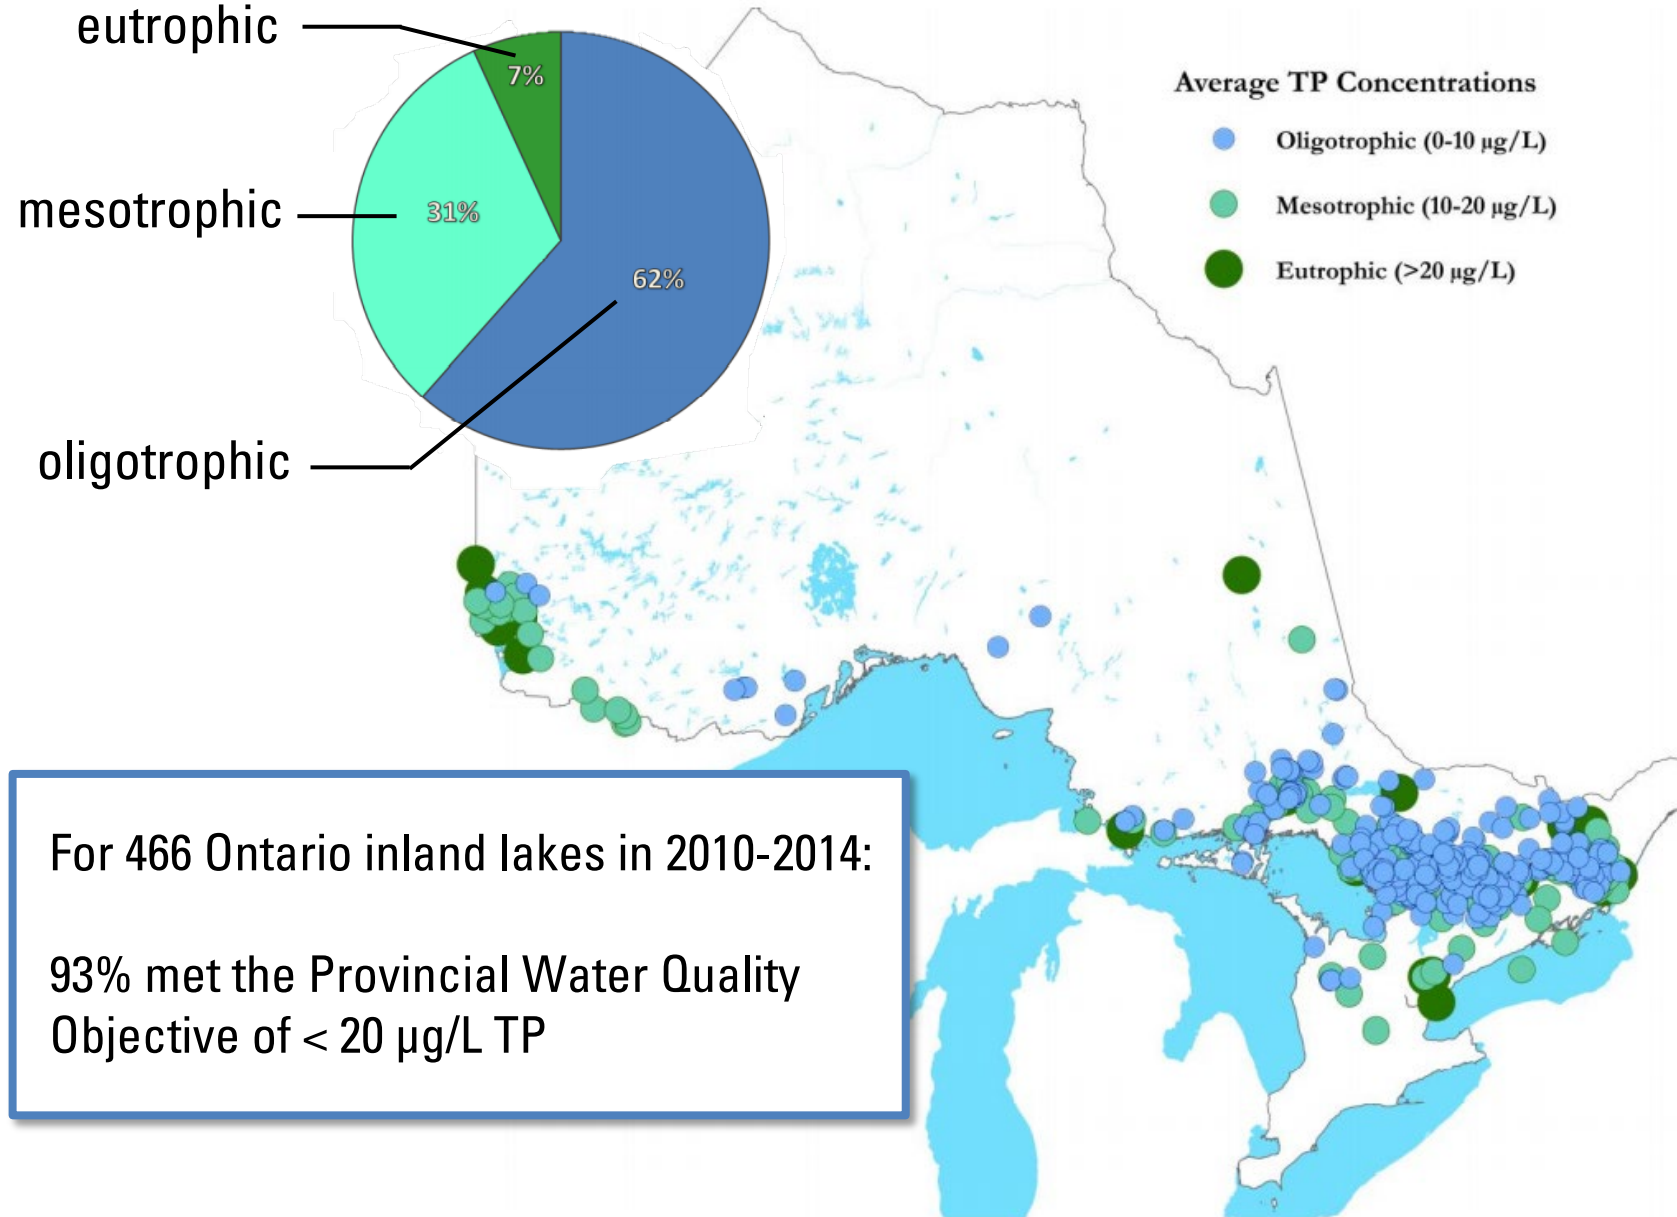 eutrophic
7%
mesotrophic
31%
62%
oligotrophic
Average TP Concentrations
Oligotrophic (0-10 µg/L)
Mesotrophic (10-20 µg/L)
Eutrophic (>20 µg/L)
For 466 Ontario inland lakes in 2010-2014:
93% met the Provincial Water Quality
Objective of < 20 µg/L TP